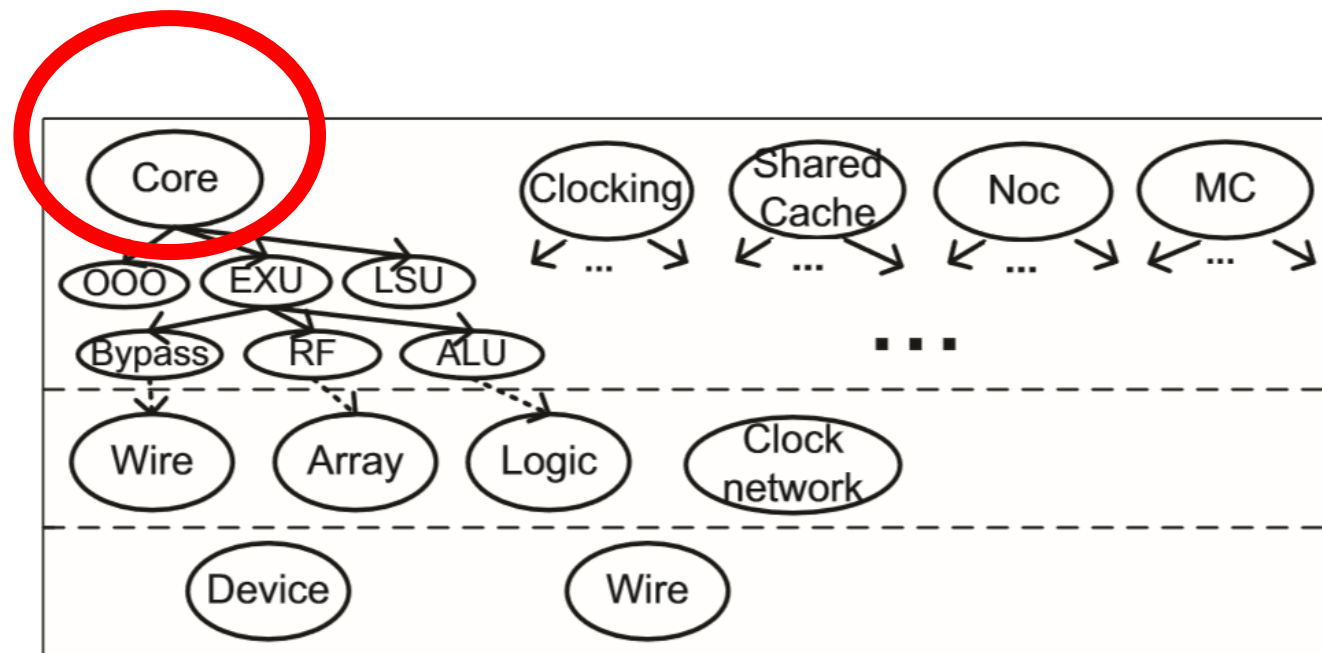 Core
Clocking
Shared
Cache
Noc
MC
OOO
EXU
LSU
...
...
...
...
Bypass
RF
ALU
...
Wire
Array
Logic
Clock
network
Device
Wire